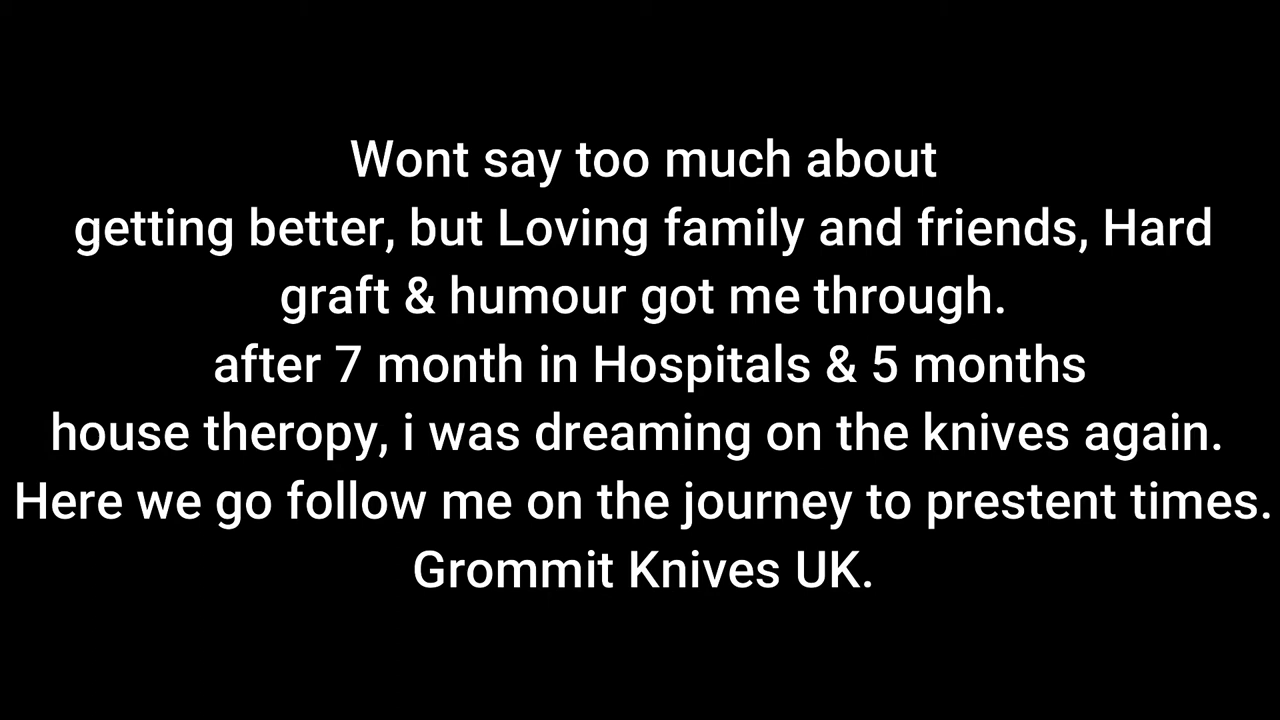 Wont say too much about
getting better, but Loving family and friends, Hard
graft & humour got me through.
after 7 month in Hospitals & 5 months
house theropy, i was dreaming on the knives again.
Here we go follow me on the journey to prestent times.
Grommit Knives UK.